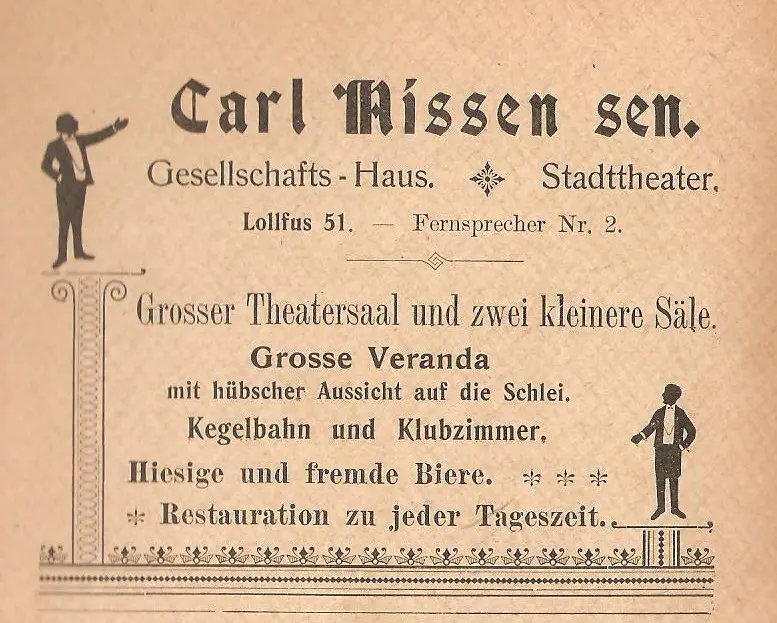 Carl Nissen sen.
Gesellschafts-Haus. Stadttheater.
Lollfus 51. — Fernsprecher Nr. 2.
Grosser Theatersaal und zwei kleinere Säle.
Grosse Veranda
mit hübscher Aussicht auf die Schlei.
Kegelbahn und Klubzimmer.
Hiesige und fremde Biere.
Restauration zu jeder Tageszeit.